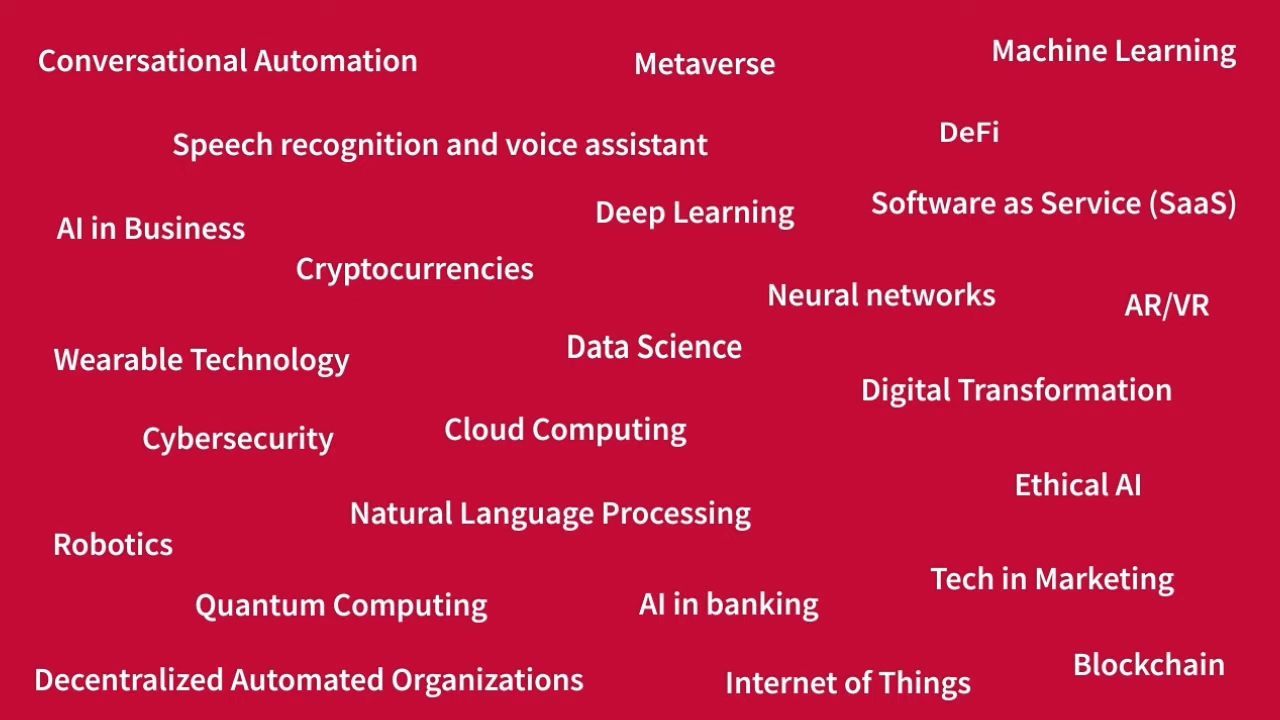 Conversational Automation
Metaverse
Machine Learning
Speech recognition and voice assistant
DeFi
AI in Business
Deep Learning
Software as Service (SaaS)
Cryptocurrencies
Neural networks
AR/VR
Wearable Technology
Data Science
Digital Transformation
Cybersecurity
Cloud Computing
Ethical AI
Natural Language Processing
Robotics
Tech in Marketing
Quantum Computing
AI in banking
Decentralized Automated Organizations
Internet of Things
Blockchain